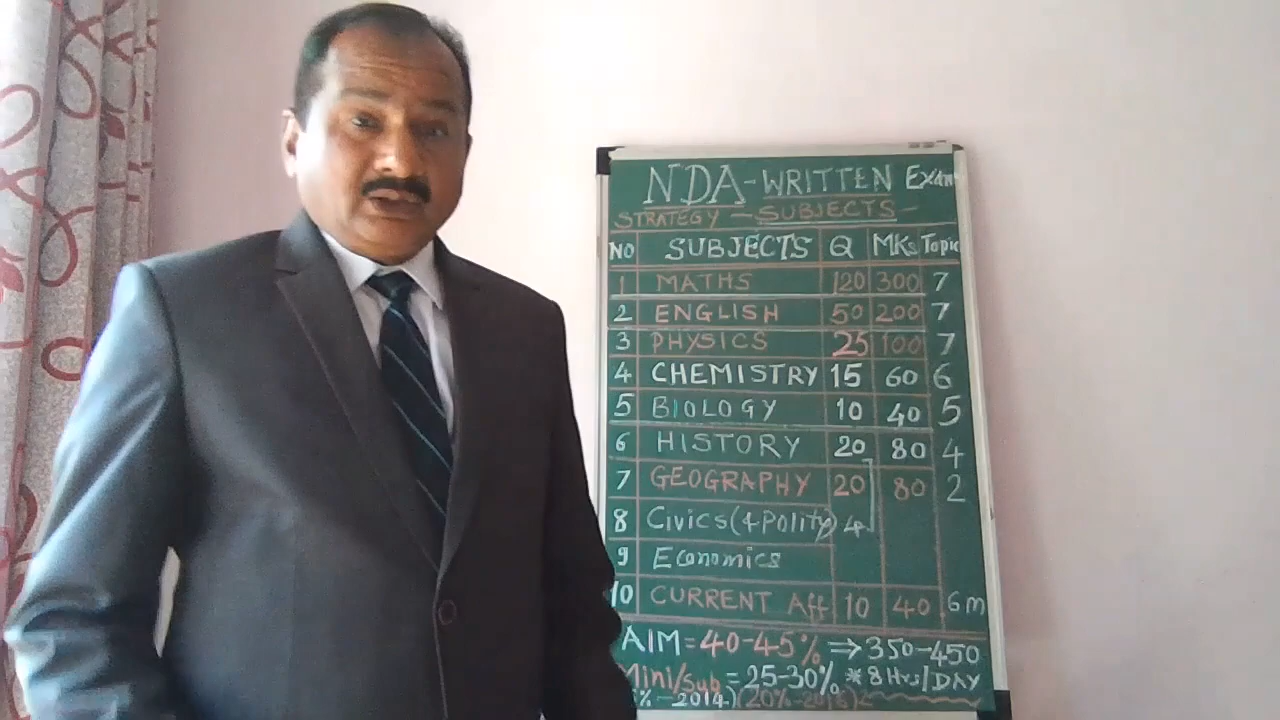 NDA-WRITTEN Exam
STRATEGY - SUBJECTS -
NO SUBJECTS Q MKs Topic
1 MATHS 120 300 7
2 ENGLISH 50 200 7
3 PHYSICS 25 100 7
4 CHEMISTRY 15 60 6
5 BIOLOGY 10 40 5
6 HISTORY 20 80 4
7 GEOGRAPHY 20 80 2
8 Civics(4Polity) 4
9 Economics
10 CURRENT Aff 10 40 6m
AIM = 40-45% ⇒ 350-450
Mini/Sub = 25-30% * 8 Hrs/DAY
%-2014)(20%-